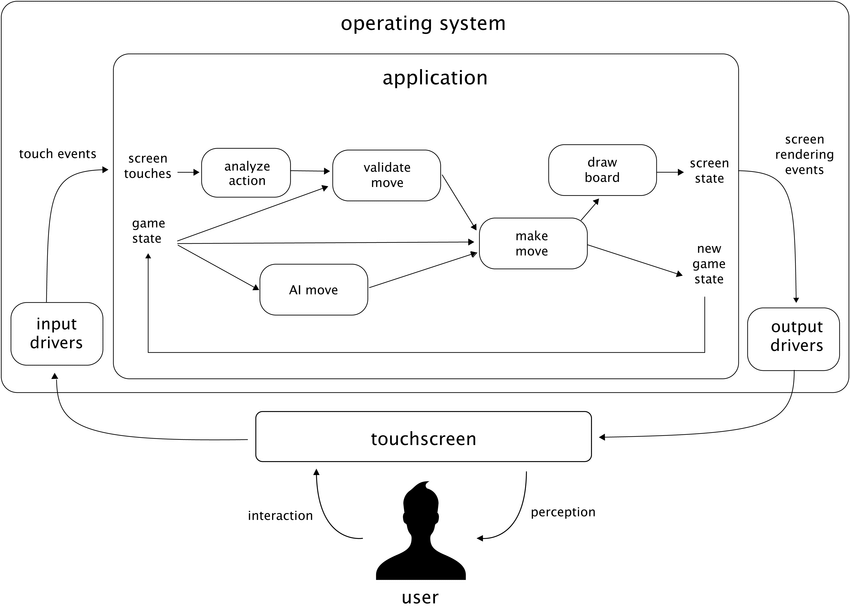 operating system
application
touch events
screen
touches
analyze
action
validate
move
draw
board
screen
state
screen
rendering
events
game
state
make
move
new
game
state
AI move
input
drivers
output
drivers
touchscreen
interaction
perception
user